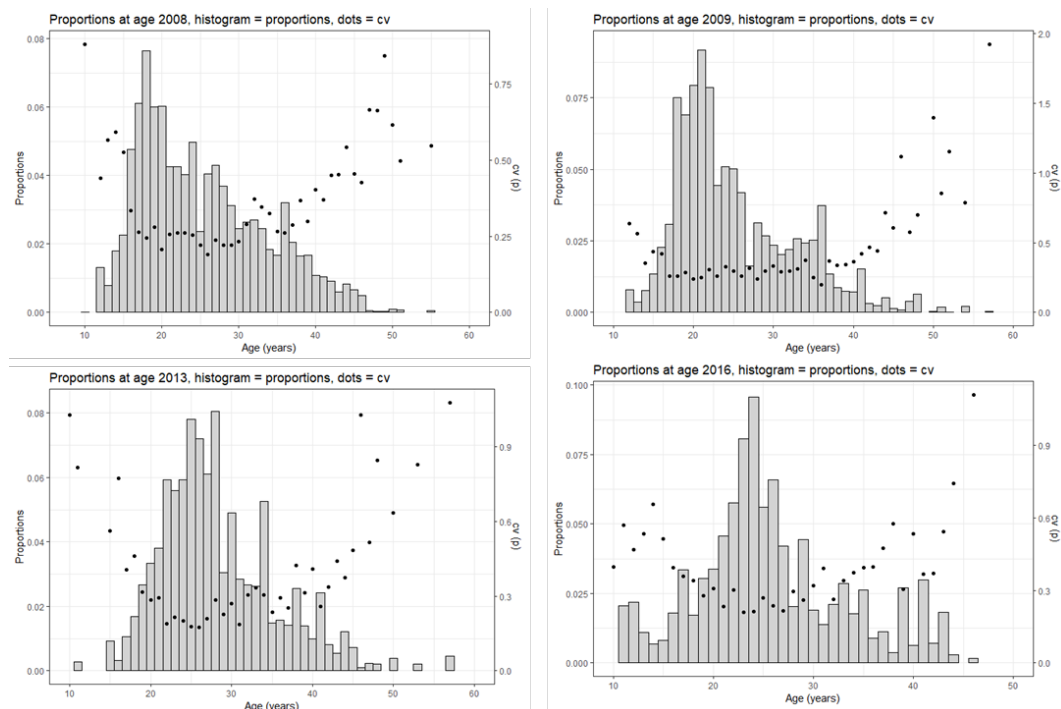 Proportions at age 2008, histogram = proportions, dots = cv
0.08
0.06
0.04
0.02
0.00
Proportions
0.75
0.50
0.25
0.00
cv (p)
10 20 30 40 50 60
Age (years)
Proportions at age 2009, histogram = proportions, dots = cv
0.075
0.050
0.025
0.000
Proportions
2.0
1.5
1.0
0.5
0.0
cv (p)
10 20 30 40 50 60
Age (years)
Proportions at age 2013, histogram = proportions, dots = cv
0.08
0.06
0.04
0.02
0.00
Proportions
0.9
0.6
0.3
0.0
cv (p)
10 20 30 40 50 60
Age (years)
Proportions at age 2016, histogram = proportions, dots = cv
0.100
0.075
0.050
0.025
0.000
Proportions
0.9
0.6
0.3
0.0
cv (p)
10 20 30 40 50
Age (years)